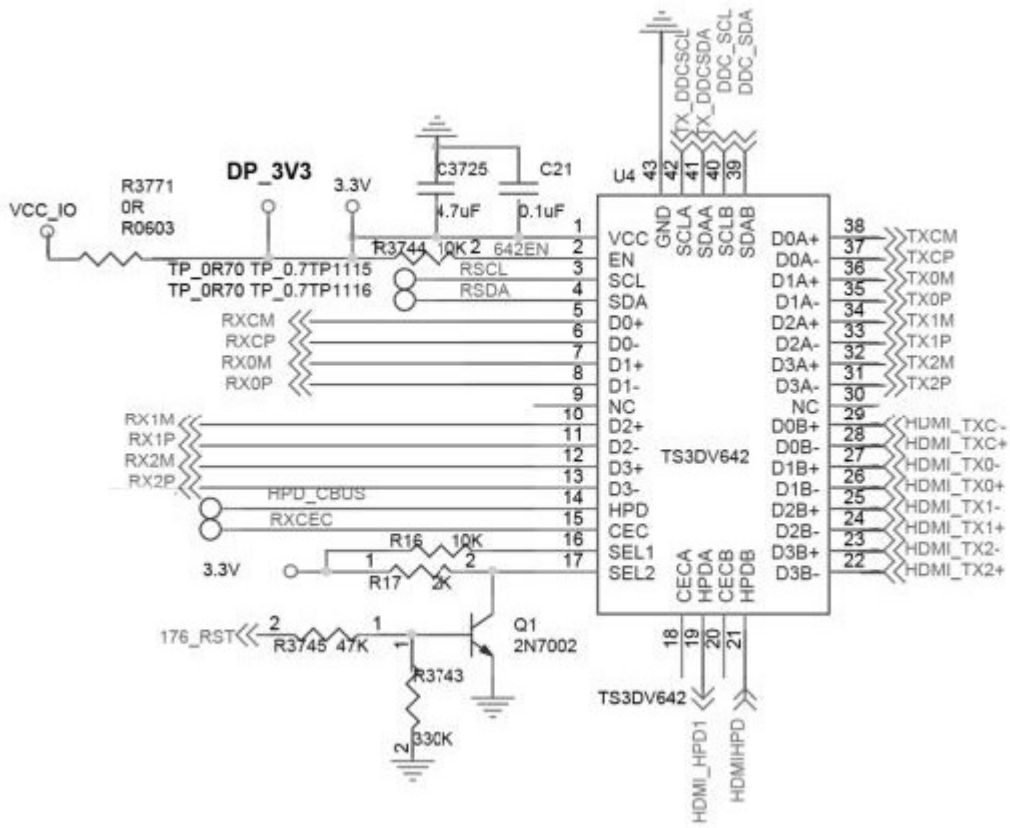 TX_DDCSCL
TX_DDCSDA
DDC_SCL
DDC_SDA
U4
43
42
41
40
39
R3771
0R
R0603
VCC_IO
DP_3V3
3.3V
C3725
4.7uF
C21
0.1uF
1 R3744 10K 2 642EN
TP_0R70 TP_0.7TP1115
TP_0R70 TP_0.7TP1116
RSCL
RSDA
RXCM
RXCP
RX0M
RX0P
RX1M
RX1P
RX2M
RX2P
HPD_CBUS
RXCEC
1 VCC
2 EN
3 SCL
4 SDA
5 D0+
6 D0-
7 D1+
8 D1-
9 NC
10 D2+
11 D2-
12 D3+
13 D3-
14 HPD
15 CEC
16 SEL1
17 SEL2
GND
SCLA
SDAA
SCLB
SDAB
TS3DV642
CECA
HPDA
CECB
HPDB
D0A+ 38 TXCM
D0A- 37 TXCP
D1A+ 36 TX0M
D1A- 35 TX0P
D2A+ 34 TX1M
D2A- 33 TX1P
D3A+ 32 TX2M
D3A- 31 TX2P
NC 30
D0B+ 29 HDMI_TXC-
D0B- 28 HDMI_TXC+
D1B+ 27 HDMI_TX0-
D1B- 26 HDMI_TX0+
D2B+ 25 HDMI_TX1-
D2B- 24 HDMI_TX1+
D3B+ 23 HDMI_TX2-
D3B- 22 HDMI_TX2+
R16 10K
3.3V
1 2
R17 2K
176_RST
2 1
R3745 47K
Q1
2N7002
1
R3743
330K
2
18
19
20
21
TS3DV642
HDMI_HPD1
HDMIHPD